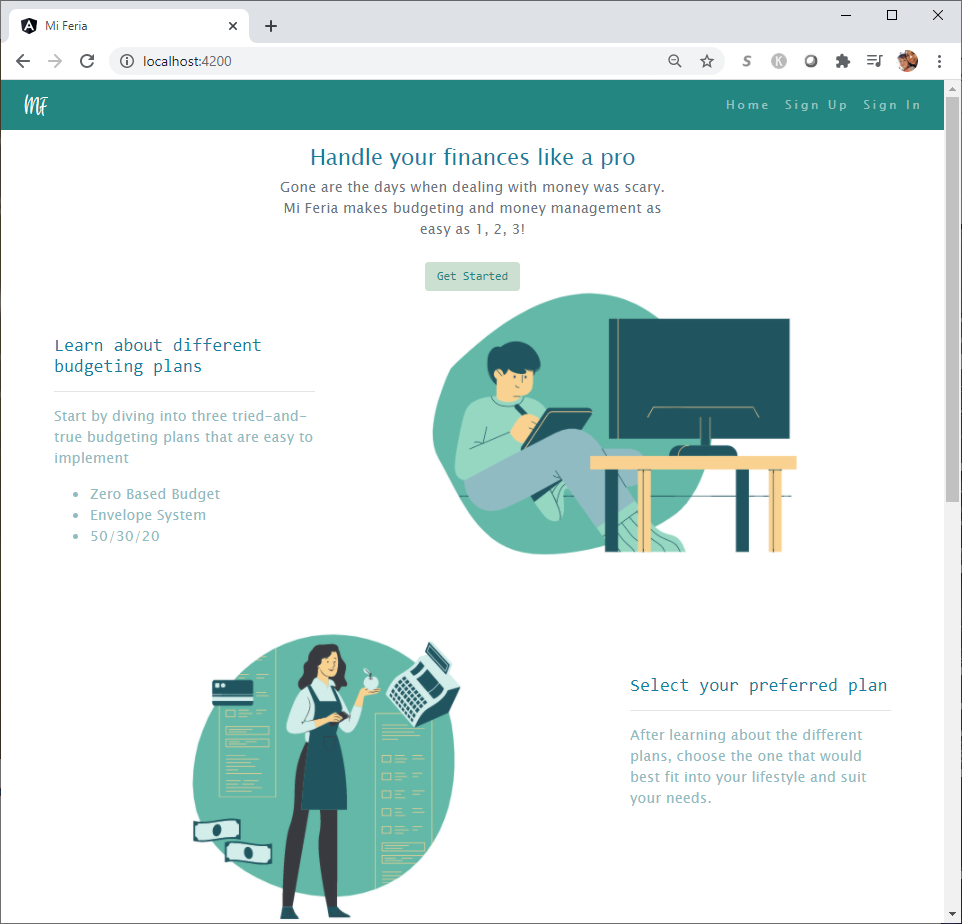 Mi Feria
localhost:4200
MF
Home Sign Up Sign In
Handle your finances like a pro
Gone are the days when dealing with money was scary.
Mi Feria makes budgeting and money management as
easy as 1, 2, 3!
Get Started
Learn about different
budgeting plans
Start by diving into three tried-and-
true budgeting plans that are easy to
implement
• Zero Based Budget
• Envelope System
• 50/30/20
Select your preferred plan
After learning about the different
plans, choose the one that would
best fit into your lifestyle and suit
your needs.